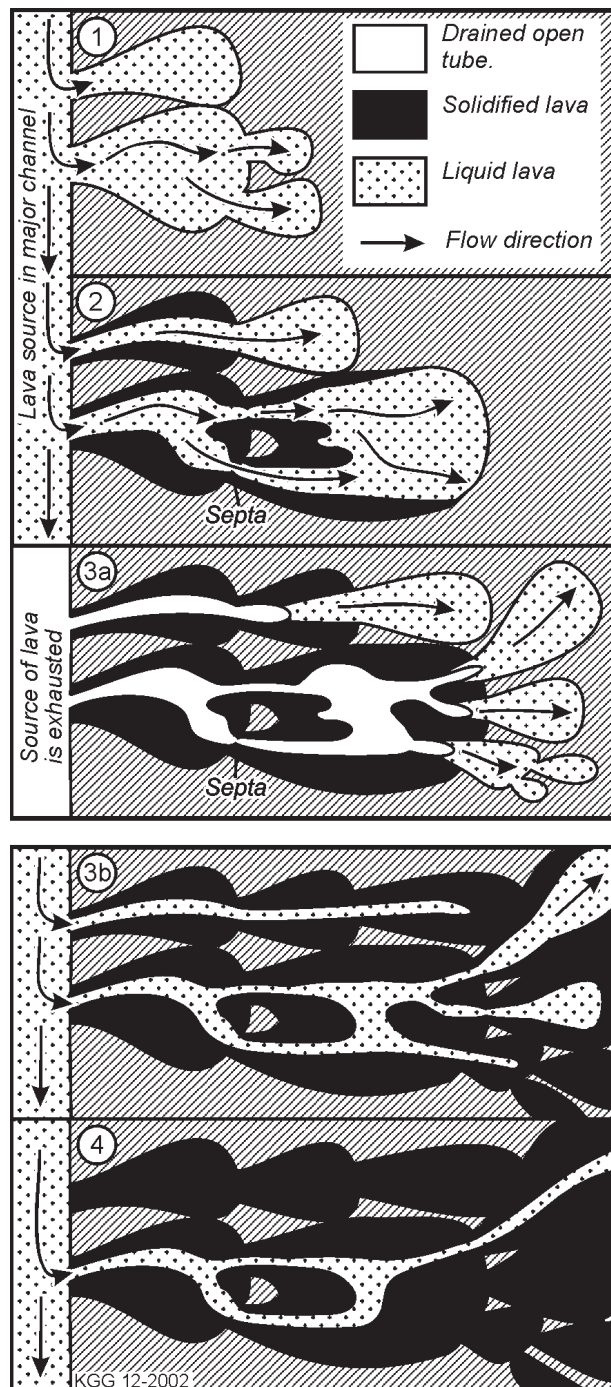 1
Drained open
tube.
Solidified lava
Liquid lava
Flow direction
Lava source in major channel
2
Septa
3a
Source of lava
is exhausted
Septa
3b
4
KGG 12-2002